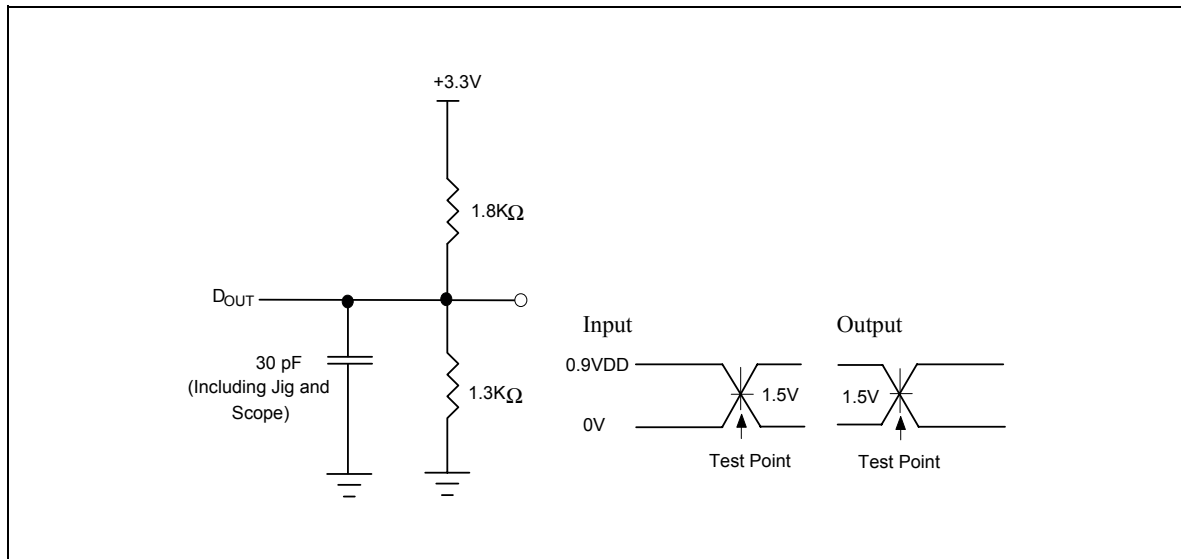 +3.3V
1.8KΩ
DOUT
30 pF
(Including Jig and
Scope)
1.3KΩ
Input
Output
0.9VDD
1.5V
1.5V
0V
Test Point
Test Point